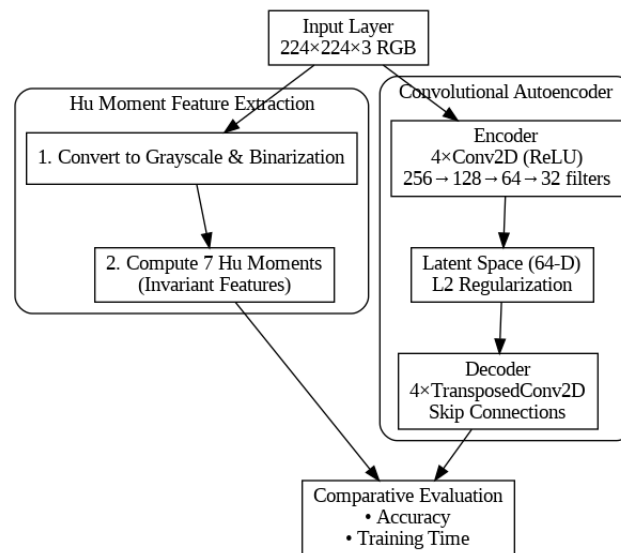 Input Layer
224×224×3 RGB
Hu Moment Feature Extraction
1. Convert to Grayscale & Binarization
2. Compute 7 Hu Moments
(Invariant Features)
Convolutional Autoencoder
Encoder
4×Conv2D (ReLU)
256→128→64→32 filters
Latent Space (64-D)
L2 Regularization
Decoder
4×TransposedConv2D
Skip Connections
Comparative Evaluation
• Accuracy
• Training Time